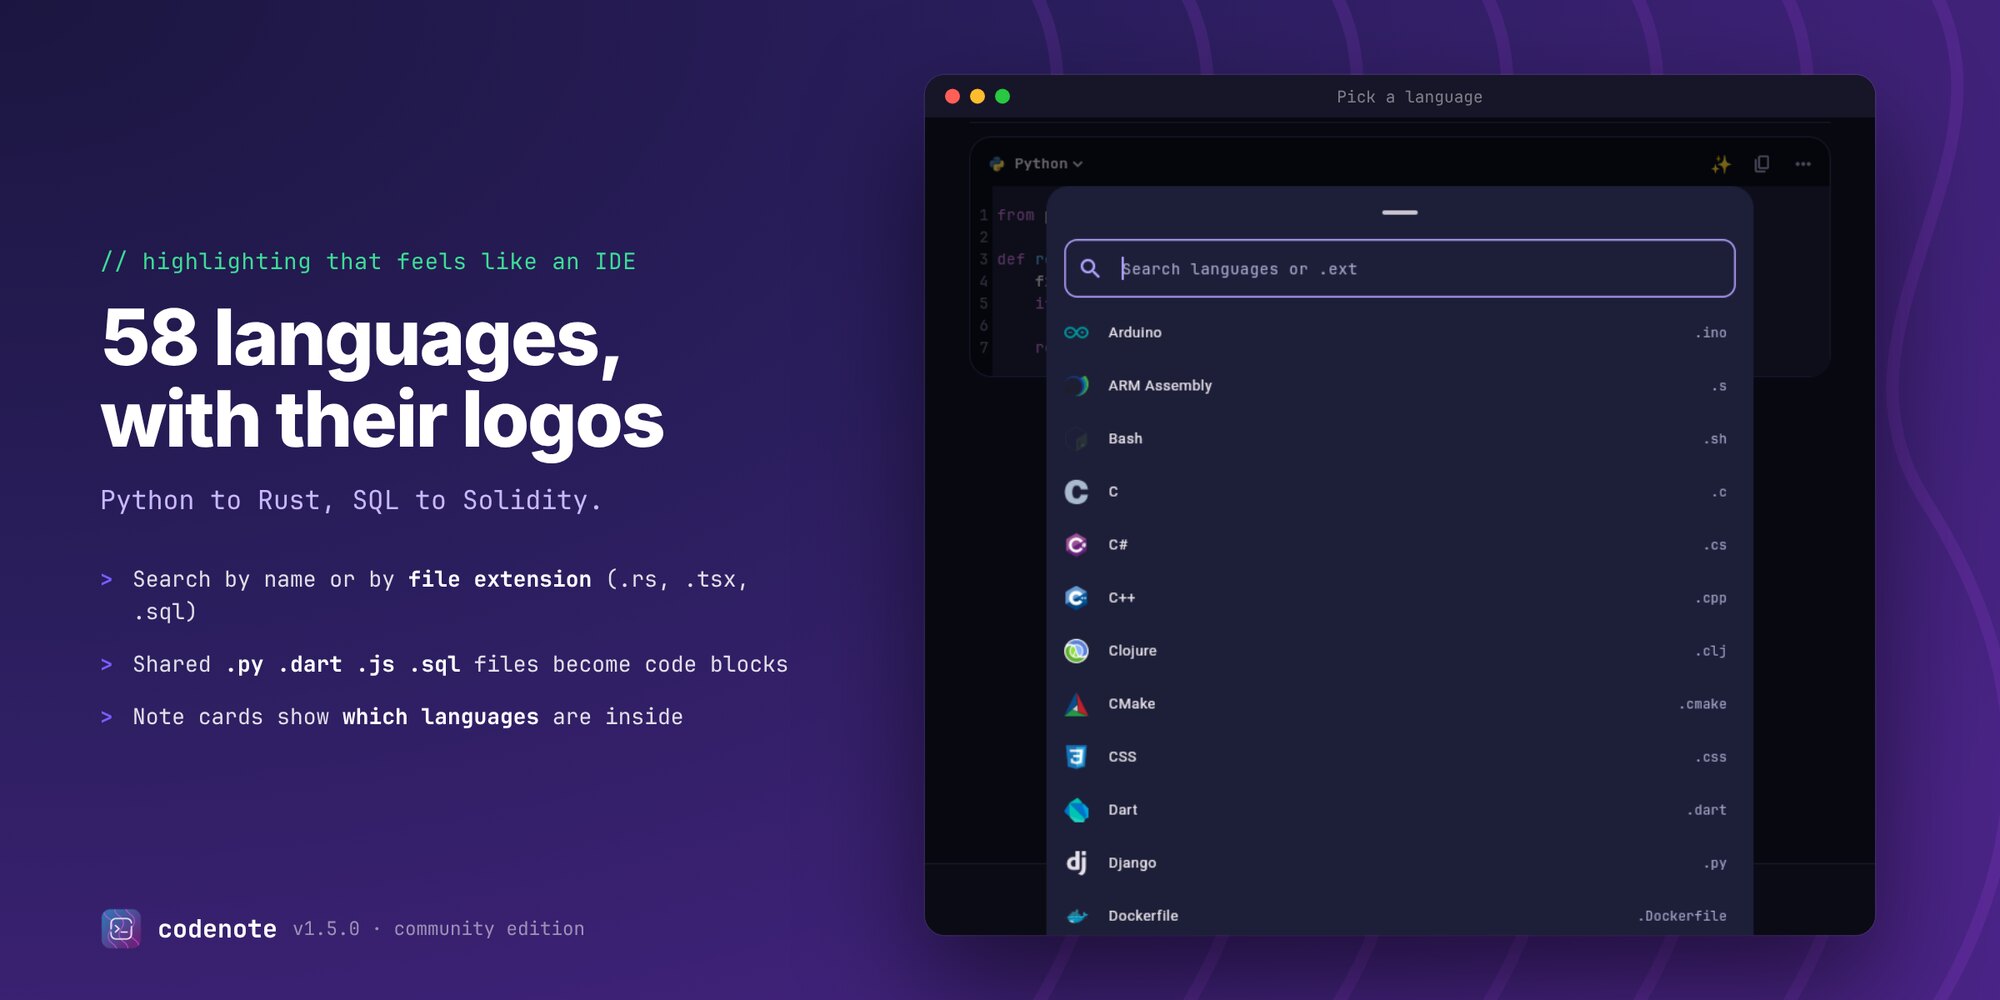 // highlighting that feels like an IDE
58 languages,
with their logos
Python to Rust, SQL to Solidity.
> Search by name or by file extension (.rs, .tsx,
.sql)
> Shared .py .dart .js .sql files become code blocks
> Note cards show which languages are inside
codenote v1.5.0 · community edition
Pick a language
Python
1 from
2
3 def
4
5
6
7
Search languages or .ext
Arduino .ino
ARM Assembly .s
Bash .sh
C .c
C# .cs
C++ .cpp
Clojure .clj
CMake .cmake
CSS .css
Dart .dart
dj Django .py
Dockerfile .Dockerfile